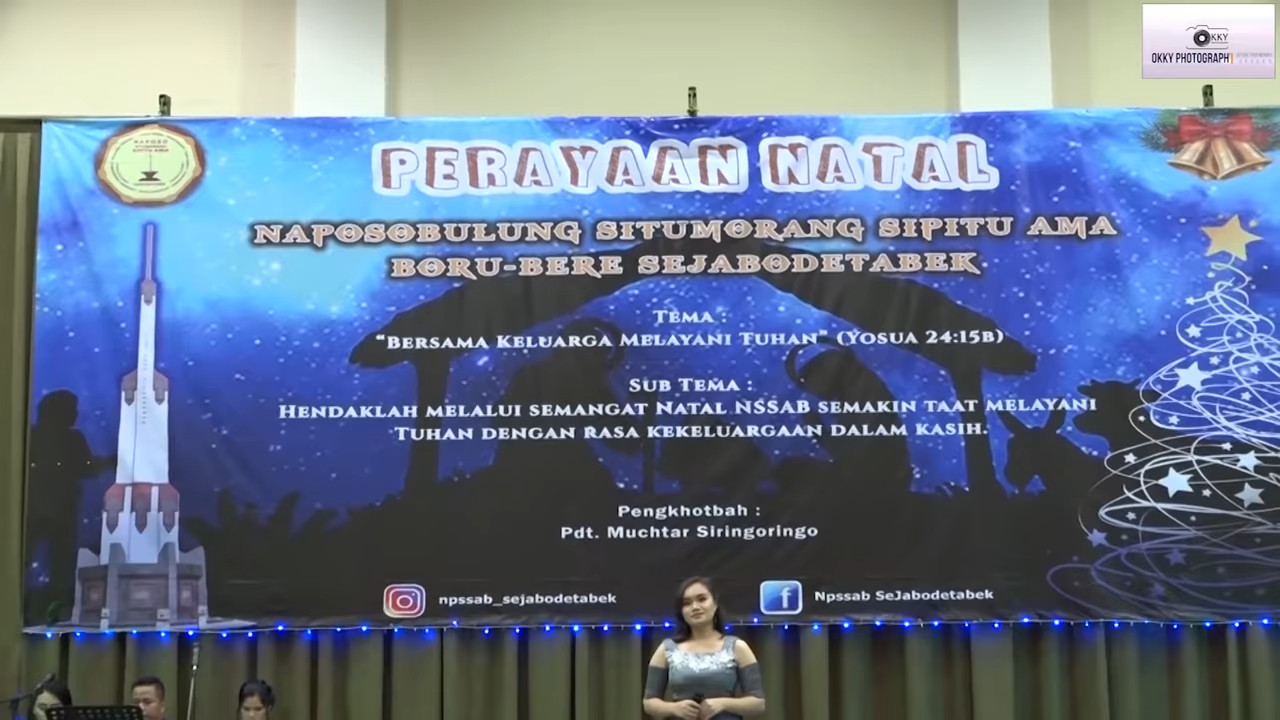 KKY
OKKY PHOTOGRAPH
PERAYAAN NATAL
NAPOSOBULUNG SITUMORANG SIPITU AMA
BORU-BERE SEJABODETABEK
TEMA :
"BERSAMA KELUARGA MELAYANI TUHAN" (YOSUA 24:15B)
SUB TEMA :
HENDAKLAH MELALUI SEMANGAT NATAL NSSAB SEMAKIN TAAT MELAYANI
TUHAN DENGAN RASA KEKELUARGAAN DALAM KASIH.
Pengkhotbah :
Pdt. Muchtar Siringoringo
npssab_sejabodetabek
Npssab SeJabodetabek